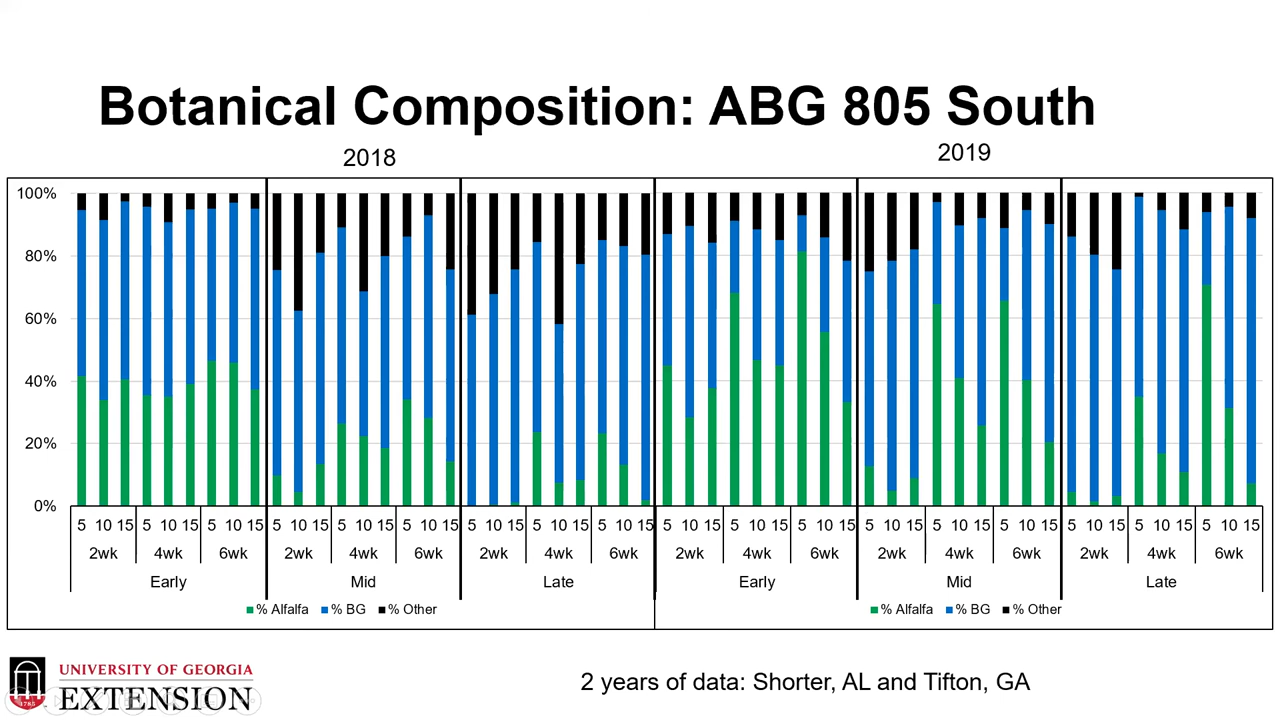 Botanical Composition: ABG 805 South
2018
2019
100%
80%
60%
40%
20%
0%
5 10 15 5 10 15 5 10 15 5 10 15 5 10 15 5 10 15 5 10 15 5 10 15 5 10 15 5 10 15 5 10 15 5 10 15 5 10 15 5 10 15 5 10 15 5 10 15 5 10 15 5 10 15
2wk 4wk 6wk 2wk 4wk 6wk 2wk 4wk 6wk 2wk 4wk 6wk 2wk 4wk 6wk 2wk 4wk 6wk
Early Mid Late Early Mid Late
% Alfalfa % BG % Other % Alfalfa % BG % Other
UNIVERSITY OF GEORGIA
EXTENSION
1785
2 years of data: Shorter, AL and Tifton, GA